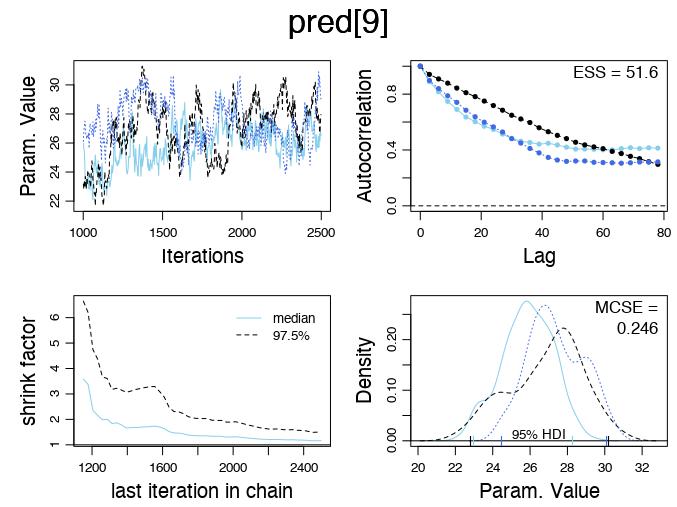 pred[9]
Param. Value
22 24 26 28 30
1000 1500 2000 2500
Iterations
Autocorrelation
0.0 0.4 0.8
ESS = 51.6
0 20 40 60 80
Lag
shrink factor
1 2 3 4 5 6
median
97.5%
1200 1600 2000 2400
last iteration in chain
Density
0.00 0.10 0.20
MCSE =
0.246
95% HDI
20 22 24 26 28 30 32
Param. Value